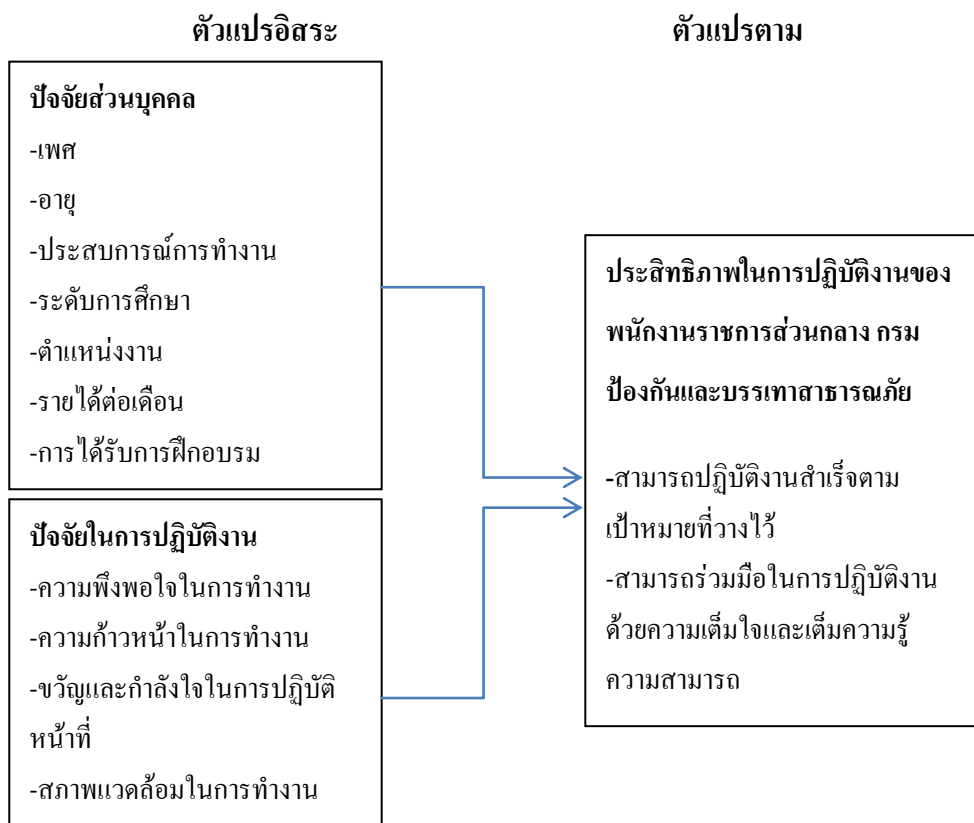 ตัวแปรอิสระ
ตัวแปรตาม
ปัจจัยส่วนบุคคล
-เพศ
-อายุ
-ประสบการณ์การทำงาน
-ระดับการศึกษา
-ตำแหน่งงาน
-รายได้ต่อเดือน
-การได้รับการฝึกอบรม
ปัจจัยในการปฏิบัติงาน
-ความพึงพอใจในการทำงาน
-ความก้าวหน้าในการทำงาน
-ขวัญและกำลังใจในการปฏิบัติ
หน้าที่
-สภาพแวดล้อมในการทำงาน
ประสิทธิภาพในการปฏิบัติงานของ
พนักงานราชการส่วนกลาง กรม
ป้องกันและบรรเทาสาธารณภัย
-สามารถปฏิบัติงานสำเร็จตาม
เป้าหมายที่วางไว้
-สามารถร่วมมือในการปฏิบัติงาน
ด้วยความเต็มใจและเต็มความรู้
ความสามารถ